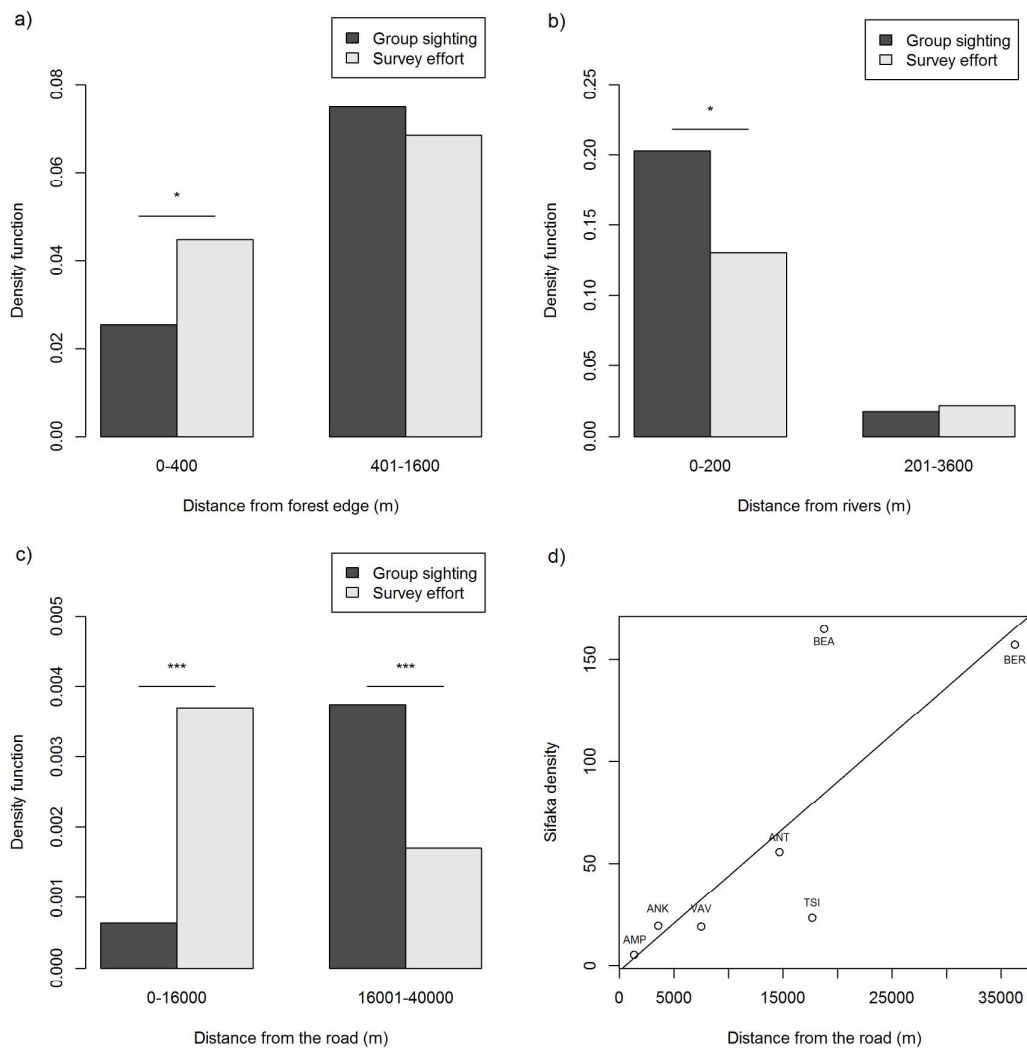 a)
Group sighting
Survey effort
0.08
0.06
0.04
0.02
0.00
Density function
*
0-400
401-1600
Distance from forest edge (m)
b)
Group sighting
Survey effort
0.25
0.20
0.15
0.10
0.05
0.00
Density function
*
0-200
201-3600
Distance from rivers (m)
c)
Group sighting
Survey effort
0.005
0.004
0.003
0.002
0.001
0.000
Density function
***
***
0-16000
16001-40000
Distance from the road (m)
d)
150
100
50
0
Sifaka density
BEA
BER
ANT
TSI
ANK
VAV
AMP
0
5000
15000
25000
35000
Distance from the road (m)